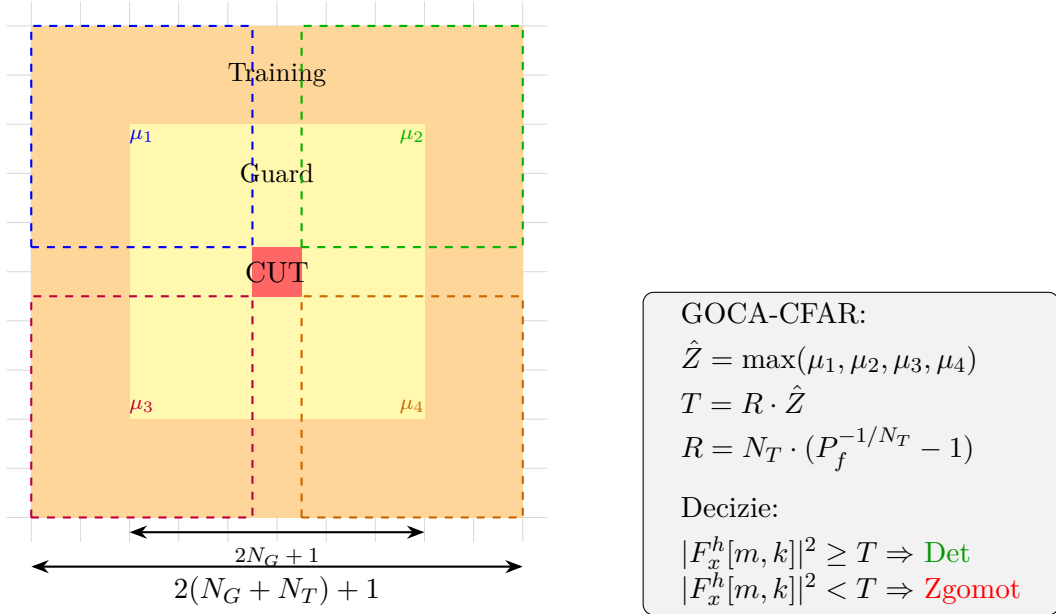 Training
μ₁ μ₂
Guard
CUT
μ₃ μ₄
2N_G + 1
2(N_G + N_T) + 1
GOCA-CFAR:
Ẑ = max(μ₁, μ₂, μ₃, μ₄)
T = R · Ẑ
R = N_T · (P_f^{-1/N_T} − 1)
Decizie:
|F_x^h[m, k]|² ≥ T ⇒ Det
|F_x^h[m, k]|² < T ⇒ Zgomot